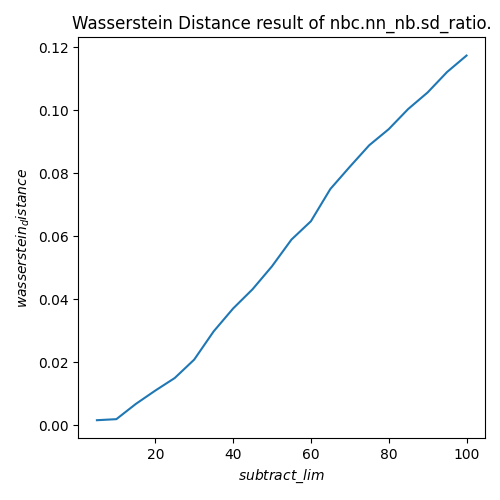 Wasserstein Distance result of nbc.nn_nb.sd_ratio.
0.12
0.10
0.08
0.06
0.04
0.02
0.00
wasserstein_distance
20 40 60 80 100
subtract_lim